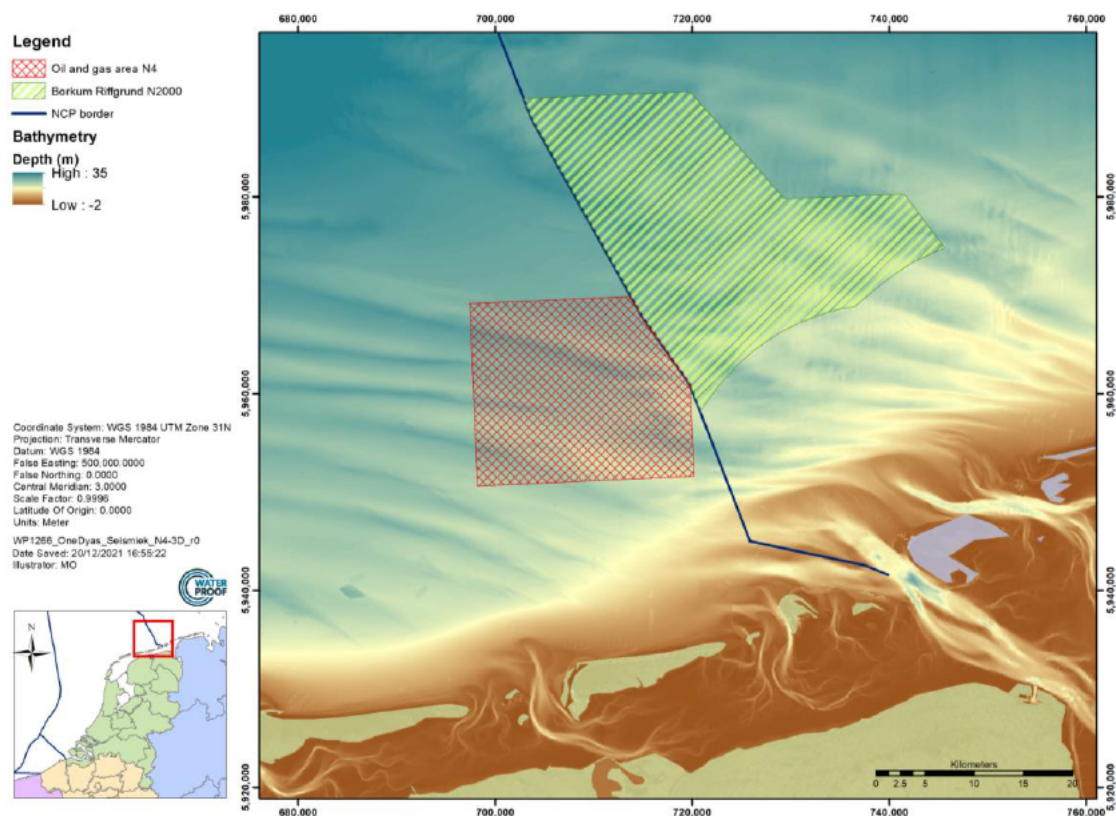 680,000 700,000 720,000 740,000 760,000
Legend
Oil and gas area N4
Borkum Riffgrund N2000
NCP border
Bathymetry
Depth (m)
High : 35
Low : -2
5,980,000 5,980,000
5,960,000 5,960,000
Coordinate System: WGS 1984 UTM Zone 31N
Projection: Transverse Mercator
Datum: WGS 1984
False Easting: 500,000.0000
False Northing: 0.0000
Central Meridian: 3.0000
Scale Factor: 0.9996
Latitude Of Origin: 0.0000
Units: Meter
WP1266_OneDyas_Seismiek_N4-3D_r0
Date Saved: 20/12/2021 16:55:22
Illustrator: MO
WATER
PROOF
5,940,000 5,940,000
N
Kilometers
0 2.5 5 10 15 20
5,920,000 5,920,000
680,000 700,000 720,000 740,000 760,000